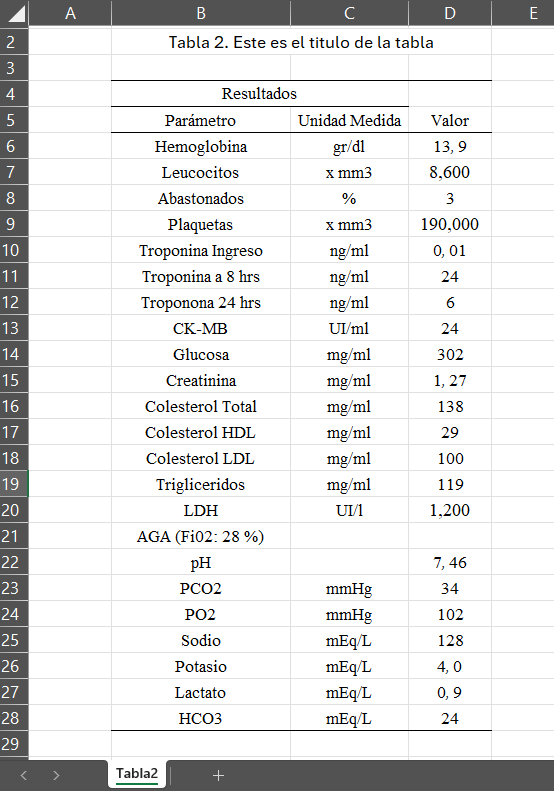 A B C D E
2 Tabla 2. Este es el titulo de la tabla
3
4 Resultados
5 Parámetro Unidad Medida Valor
6 Hemoglobina gr/dl 13, 9
7 Leucocitos x mm3 8,600
8 Abastonados % 3
9 Plaquetas x mm3 190,000
10 Troponina Ingreso ng/ml 0, 01
11 Troponina a 8 hrs ng/ml 24
12 Troponona 24 hrs ng/ml 6
13 CK-MB UI/ml 24
14 Glucosa mg/ml 302
15 Creatinina mg/ml 1, 27
16 Colesterol Total mg/ml 138
17 Colesterol HDL mg/ml 29
18 Colesterol LDL mg/ml 100
19 Trigliceridos mg/ml 119
20 LDH UI/l 1,200
21 AGA (Fi02: 28 %)
22 pH 7, 46
23 PCO2 mmHg 34
24 PO2 mmHg 102
25 Sodio mEq/L 128
26 Potasio mEq/L 4, 0
27 Lactato mEq/L 0, 9
28 HCO3 mEq/L 24
29
Tabla2